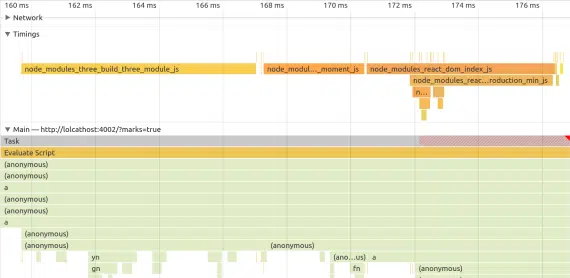 160 ms 162 ms 164 ms 166 ms 168 ms 170 ms 172 ms 174 ms 176 ms
Network
Timings
node_modules_three_build_three_module_js node_modul..._moment_js node_modules_react_dom_index_js
node_modules_reac...roduction_min_js
n...
Main — http://lolcathost:4002/?marks=true
Task
Evaluate Script
(anonymous)
(anonymous)
a
(anonymous)
(anonymous)
a
(anonymous)
(anonymous) (anonymous)
yn (ano...us) a
gn fn (anonymous)